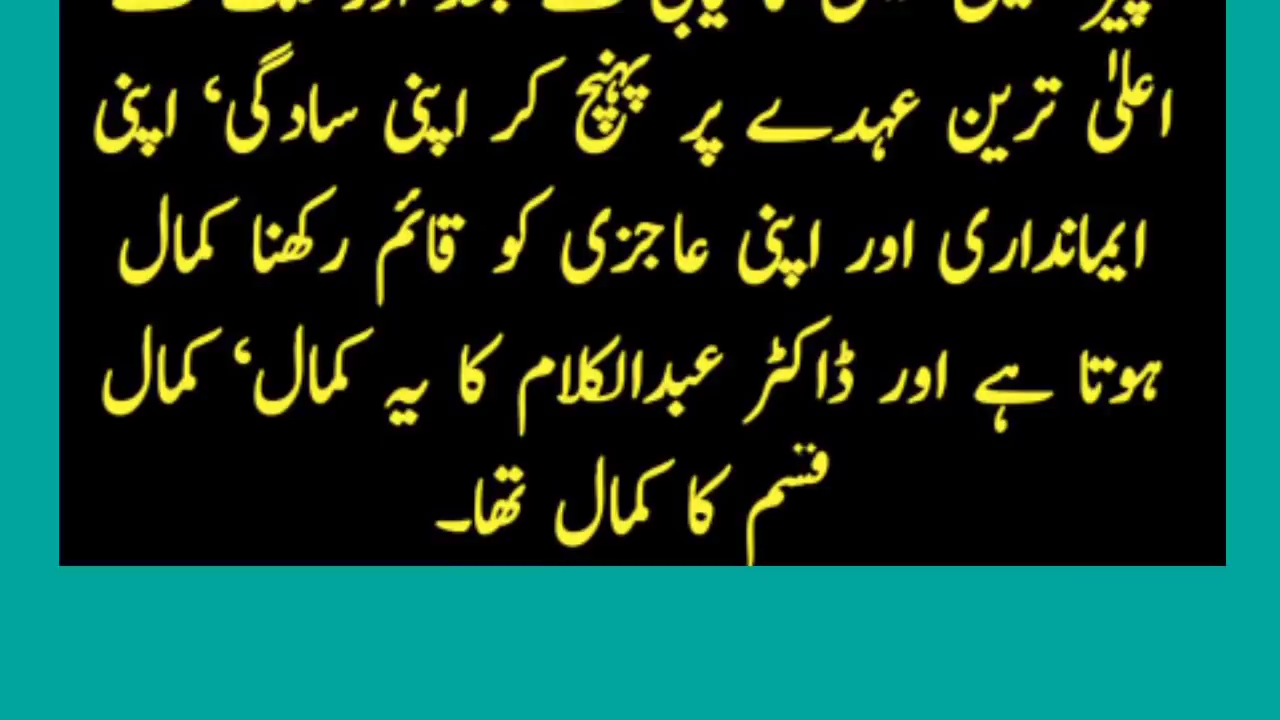 اعلیٰ ترین عہدے پر پہنچ کر اپنی سادگی‘ اپنی
ایمانداری اور اپنی عاجزی کو قائم رکھنا کمال
ہوتا ہے اور ڈاکٹر عبدالکلام کا یہ کمال‘ کمال
قسم کا کمال تھا۔